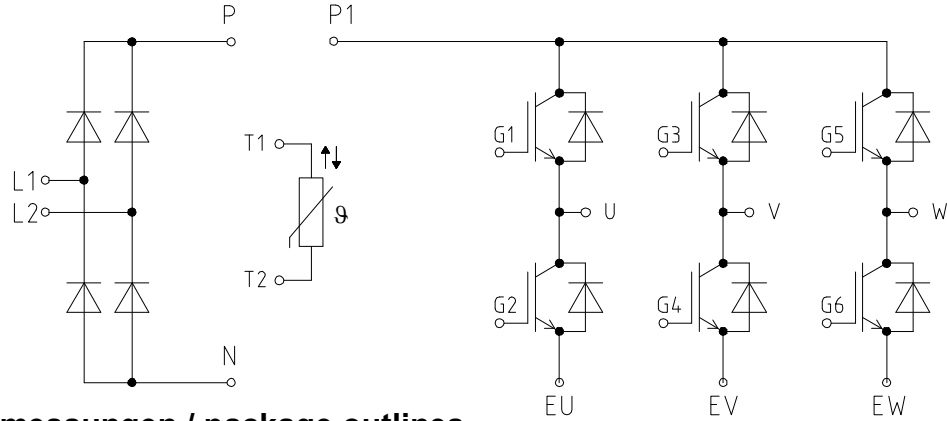 P P1
T1
G1 G3 G5
L1
L2
ϑ
U V W
T2
G2 G4 G6
N
EU EV EW
messungen / package outlines